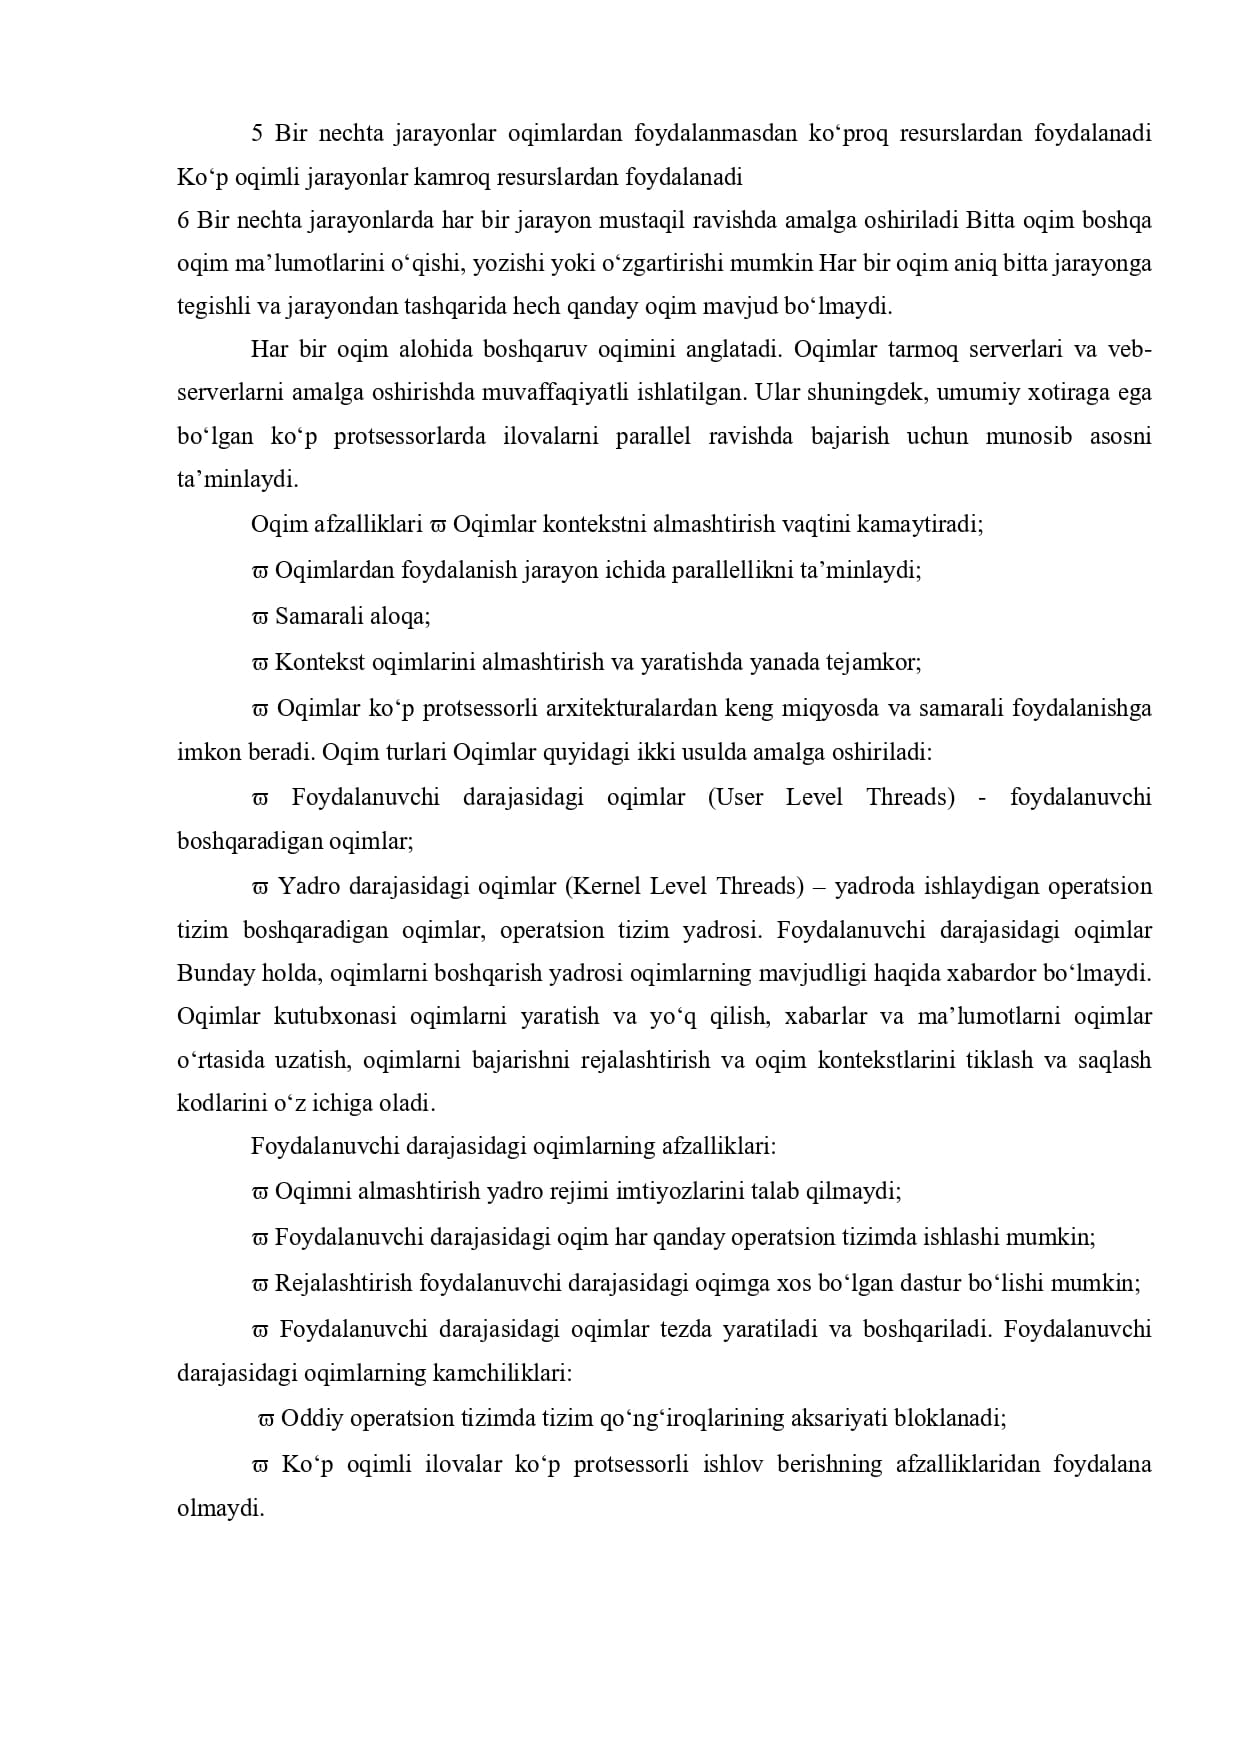 5 Bir nechta jarayonlar oqimlardan foydalanmasdan ko‘proq resurslardan foydalanadi
Ko‘p oqimli jarayonlar kamroq resurslardan foydalanadi
6 Bir nechta jarayonlarda har bir jarayon mustaqil ravishda amalga oshiriladi Bitta oqim boshqa
oqim ma’lumotlarini o‘qishi, yozishi yoki o‘zgartirishi mumkin Har bir oqim aniq bitta jarayonga
tegishli va jarayondan tashqarida hech qanday oqim mavjud bo‘lmaydi.
Har bir oqim alohida boshqaruv oqimini anglatadi. Oqimlar tarmoq serverlari va veb-
serverlarni amalga oshirishda muvaffaqiyatli ishlatilgan. Ular shuningdek, umumiy xotiraga ega
bo‘lgan ko‘p protsessorlarda ilovalarni parallel ravishda bajarish uchun munosib asosni
ta’minlaydi.
Oqim afzalliklari ϖ Oqimlar kontekstni almashtirish vaqtini kamaytiradi;
ϖ Oqimlardan foydalanish jarayon ichida parallellikni ta’minlaydi;
ϖ Samarali aloqa;
ϖ Kontekst oqimlarini almashtirish va yaratishda yanada tejamkor;
ϖ Oqimlar ko‘p protsessorli arxitekturalardan keng miqyosda va samarali foydalanishga
imkon beradi. Oqim turlari Oqimlar quyidagi ikki usulda amalga oshiriladi:
ϖ Foydalanuvchi darajasidagi oqimlar (User Level Threads) - foydalanuvchi
boshqaradigan oqimlar;
ϖ Yadro darajasidagi oqimlar (Kernel Level Threads) – yadroda ishlaydigan operatsion
tizim boshqaradigan oqimlar, operatsion tizim yadrosi. Foydalanuvchi darajasidagi oqimlar
Bunday holda, oqimlarni boshqarish yadrosi oqimlarning mavjudligi haqida xabardor bo‘lmaydi.
Oqimlar kutubxonasi oqimlarni yaratish va yo‘q qilish, xabarlar va ma’lumotlarni oqimlar
o‘rtasida uzatish, oqimlarni bajarishni rejalashtirish va oqim kontekstlarini tiklash va saqlash
kodlarini o‘z ichiga oladi.
Foydalanuvchi darajasidagi oqimlarning afzalliklari:
ϖ Oqimni almashtirish yadro rejimi imtiyozlarini talab qilmaydi;
ϖ Foydalanuvchi darajasidagi oqim har qanday operatsion tizimda ishlashi mumkin;
ϖ Rejalashtirish foydalanuvchi darajasidagi oqimga xos bo‘lgan dastur bo‘lishi mumkin;
ϖ Foydalanuvchi darajasidagi oqimlar tezda yaratiladi va boshqariladi. Foydalanuvchi
darajasidagi oqimlarning kamchiliklari:
ϖ Oddiy operatsion tizimda tizim qo‘ng‘iroqlarining aksariyati bloklanadi;
ϖ Ko‘p oqimli ilovalar ko‘p protsessorli ishlov berishning afzalliklaridan foydalana
olmaydi.